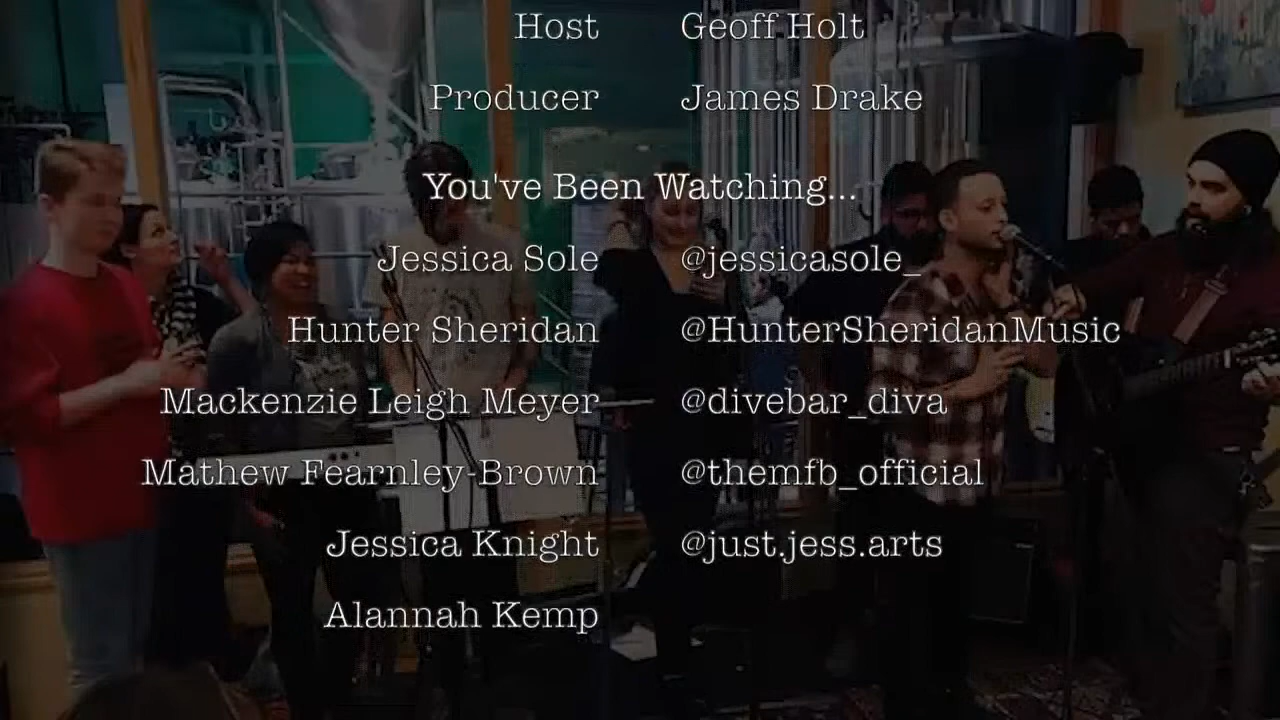 Host Geoff Holt
Producer James Drake
You've Been Watching...
Jessica Sole @jessicasole_
Hunter Sheridan @HunterSheridanMusic
Mackenzie Leigh Meyer @divebar_diva
Mathew Fearnley-Brown @themfb_official
Jessica Knight @just.jess.arts
Alannah Kemp